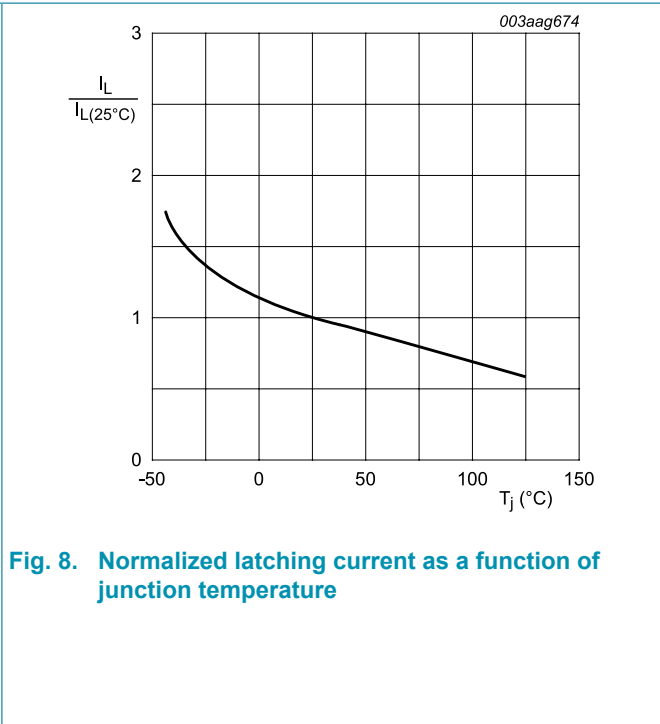 003aag674
3
I_L
I_L(25°C)
2
1
0
-50 0 50 100 150
T_j (°C)
Fig. 8. Normalized latching current as a function of
junction temperature